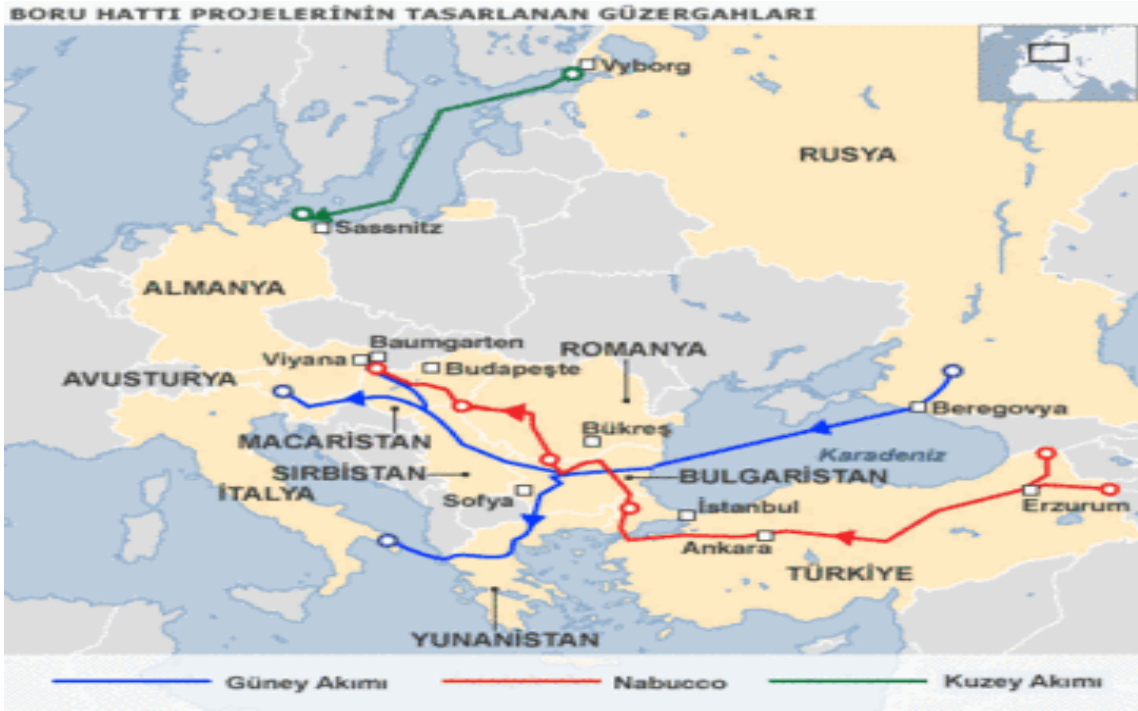 BORU HATTI PROJELERİNİN TASARLANAN GÜZERGAHLARI
Vyborg
RUSYA
Sassnitz
ALMANYA
Baumgarten
Viyana
Budapeşte
ROMANYA
AVUSTURYA
Beregovya
MACARİSTAN
Bükreş
Karadeniz
SIRBİSTAN
BULGARİSTAN
İTALYA
Sofya
İstanbul
Erzurum
Ankara
TÜRKİYE
YUNANİSTAN
Güney Akımı
Nabucco
Kuzey Akımı